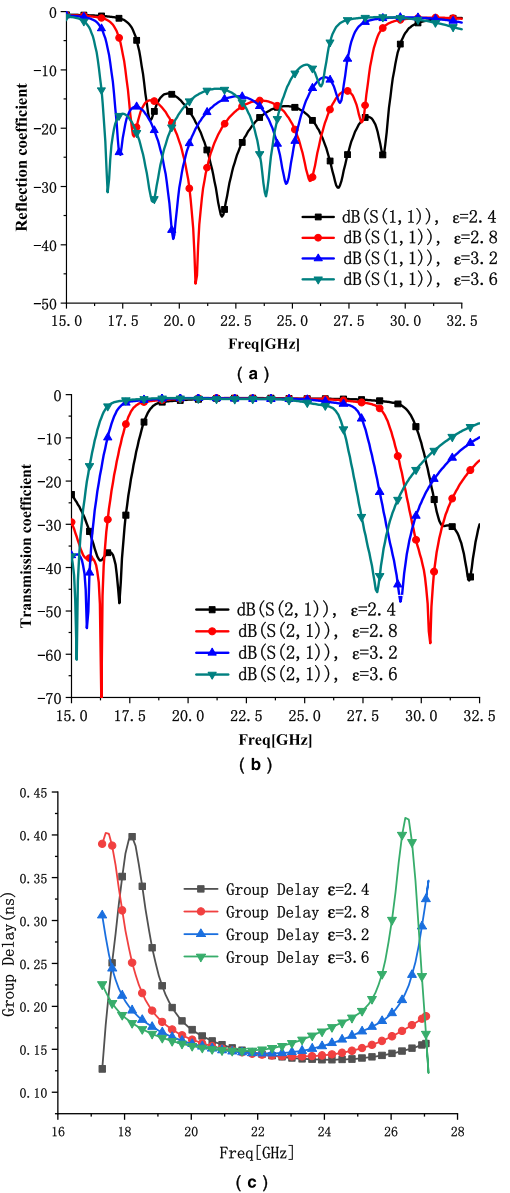 0
-10
-20
-30
-40
-50
Reflection coefficient
dB(S(1,1)), ε=2.4
dB(S(1,1)), ε=2.8
dB(S(1,1)), ε=3.2
dB(S(1,1)), ε=3.6
15.0 17.5 20.0 22.5 25.0 27.5 30.0 32.5
Freq[GHz]
( a )
0
-10
-20
-30
-40
-50
-60
-70
Transmission coefficient
dB(S(2,1)), ε=2.4
dB(S(2,1)), ε=2.8
dB(S(2,1)), ε=3.2
dB(S(2,1)), ε=3.6
15.0 17.5 20.0 22.5 25.0 27.5 30.0 32.5
Freq[GHz]
( b )
0.45
0.40
0.35
0.30
0.25
0.20
0.15
0.10
Group Delay(ns)
Group Delay ε=2.4
Group Delay ε=2.8
Group Delay ε=3.2
Group Delay ε=3.6
16 18 20 22 24 26 28
Freq[GHz]
( c )